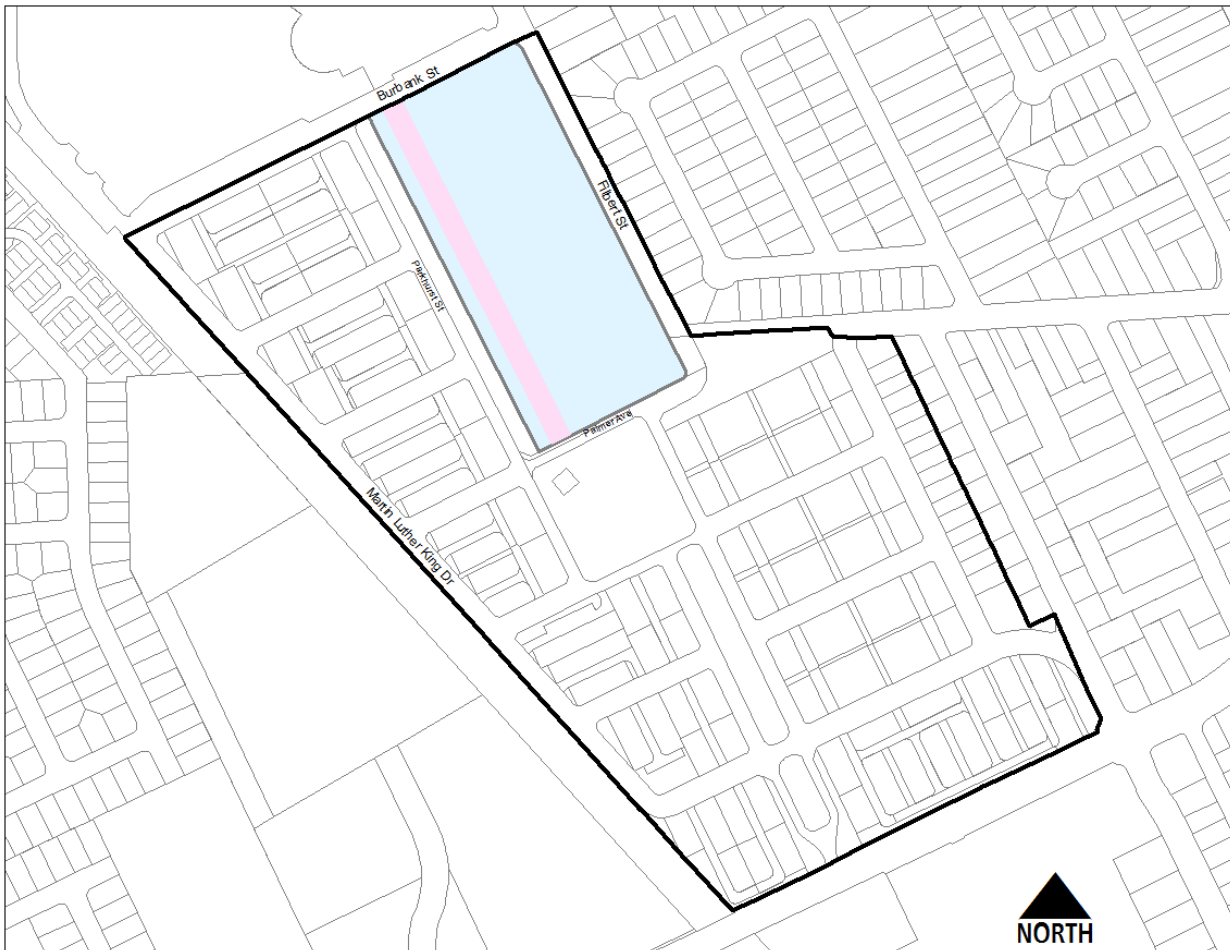 Burbank St
Filbert St
Parkhurst St
Palmer Ave
Martin Luther King Dr
NORTH